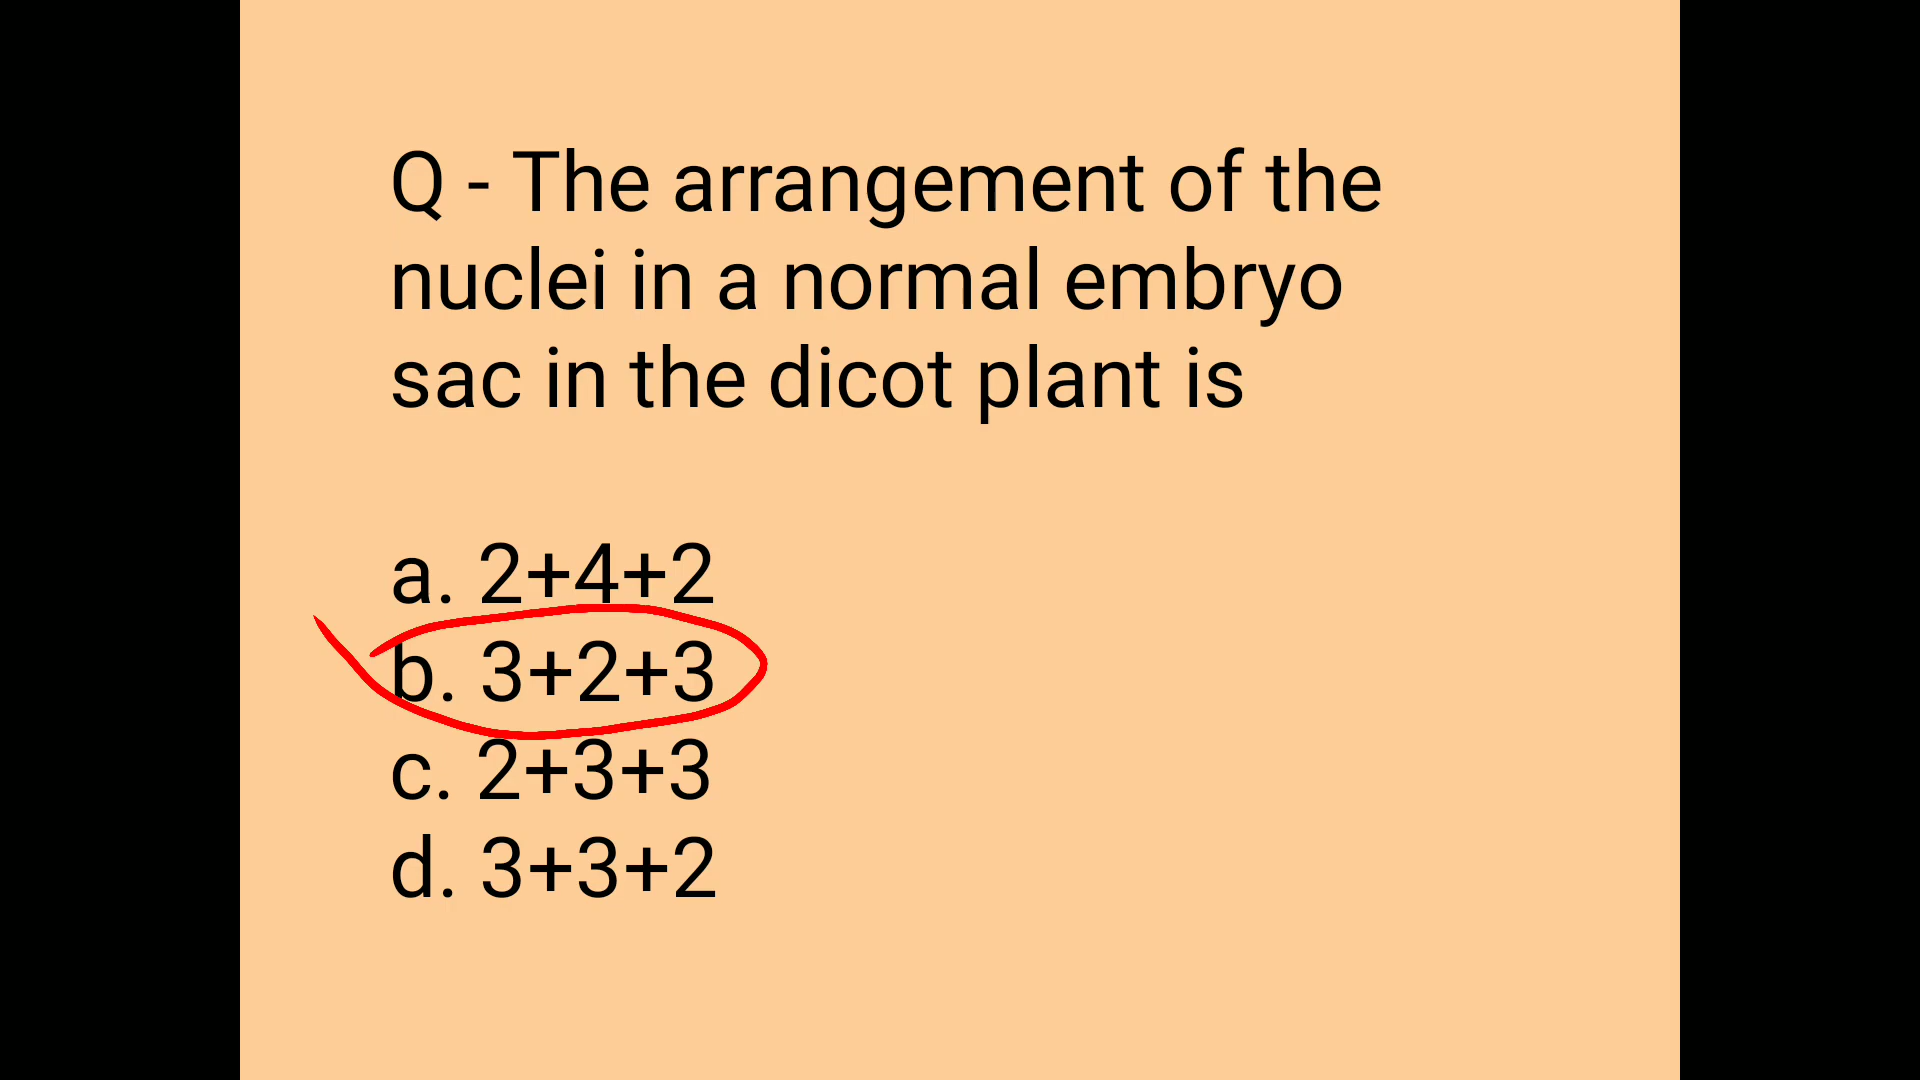 Q - The arrangement of the
nuclei in a normal embryo
sac in the dicot plant is
a. 2+4+2
b. 3+2+3
c. 2+3+3
d. 3+3+2